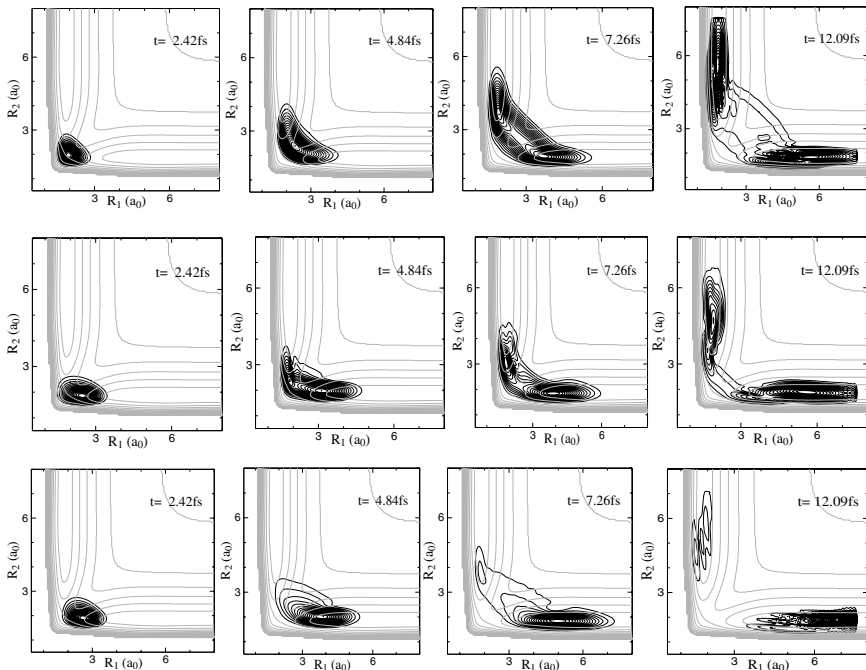 t= 2.42fs
t= 4.84fs
t= 7.26fs
t= 12.09fs
R2 (a0)
6
3
3
6
R1 (a0)
R2 (a0)
6
3
3
6
R1 (a0)
R2 (a0)
6
3
3
6
R1 (a0)
R2 (a0)
6
3
3
6
R1 (a0)
t= 2.42fs
t= 4.84fs
t= 7.26fs
t= 12.09fs
R2 (a0)
6
3
3
6
R1 (a0)
R2 (a0)
6
3
3
6
R1 (a0)
R2 (a0)
6
3
3
6
R1 (a0)
R2 (a0)
6
3
3
6
R1 (a0)
t= 2.42fs
t= 4.84fs
t= 7.26fs
t= 12.09fs
R2 (a0)
6
3
3
6
R1 (a0)
R2 (a0)
6
3
3
6
R1 (a0)
R2 (a0)
6
3
3
6
R1 (a0)
R2 (a0)
6
3
3
6
R1 (a0)